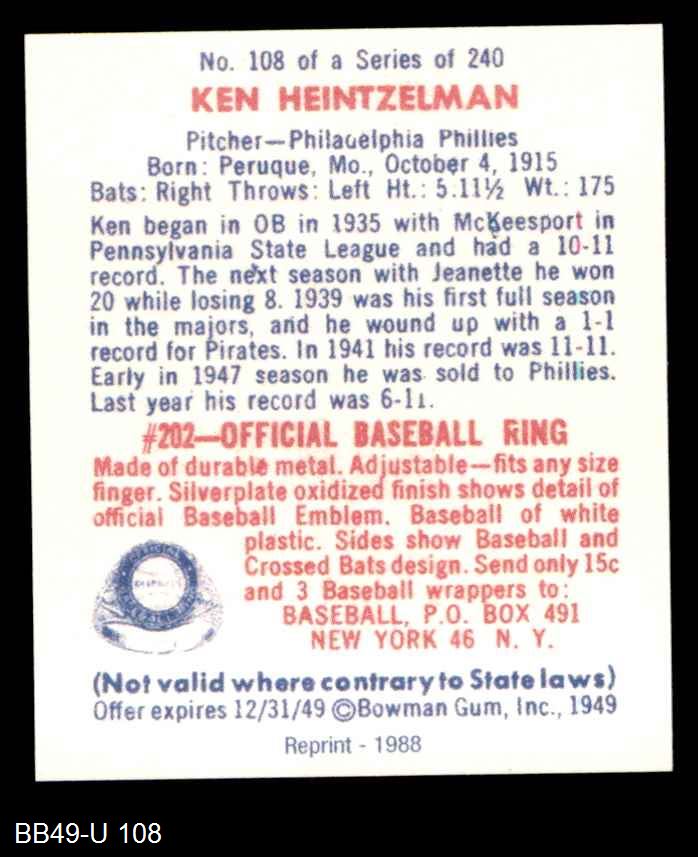 No. 108 of a Series of 240
KEN HEINTZELMAN
Pitcher—Philadelphia Phillies
Born: Peruque, Mo., October 4, 1915
Bats: Right Throws: Left Ht.: 5.11½ Wt.: 175
Ken began in OB in 1935 with McKeesport in
Pennsylvania State League and had a 10-11
record. The next season with Jeanette he won
20 while losing 8. 1939 was his first full season
in the majors, and he wound up with a 1-1
record for Pirates. In 1941 his record was 11-11.
Early in 1947 season he was sold to Phillies.
Last year his record was 6-11.
#202—OFFICIAL BASEBALL RING
Made of durable metal. Adjustable—fits any size
finger. Silverplate oxidized finish shows detail of
official Baseball Emblem. Baseball of white
plastic. Sides show Baseball and
Crossed Bats design. Send only 15c
and 3 Baseball wrappers to:
BASEBALL, P.O. BOX 491
NEW YORK 46 N. Y.
(Not valid where contrary to State laws)
Offer expires 12/31/49 ©Bowman Gum, Inc., 1949
Reprint - 1988
BB49-U 108